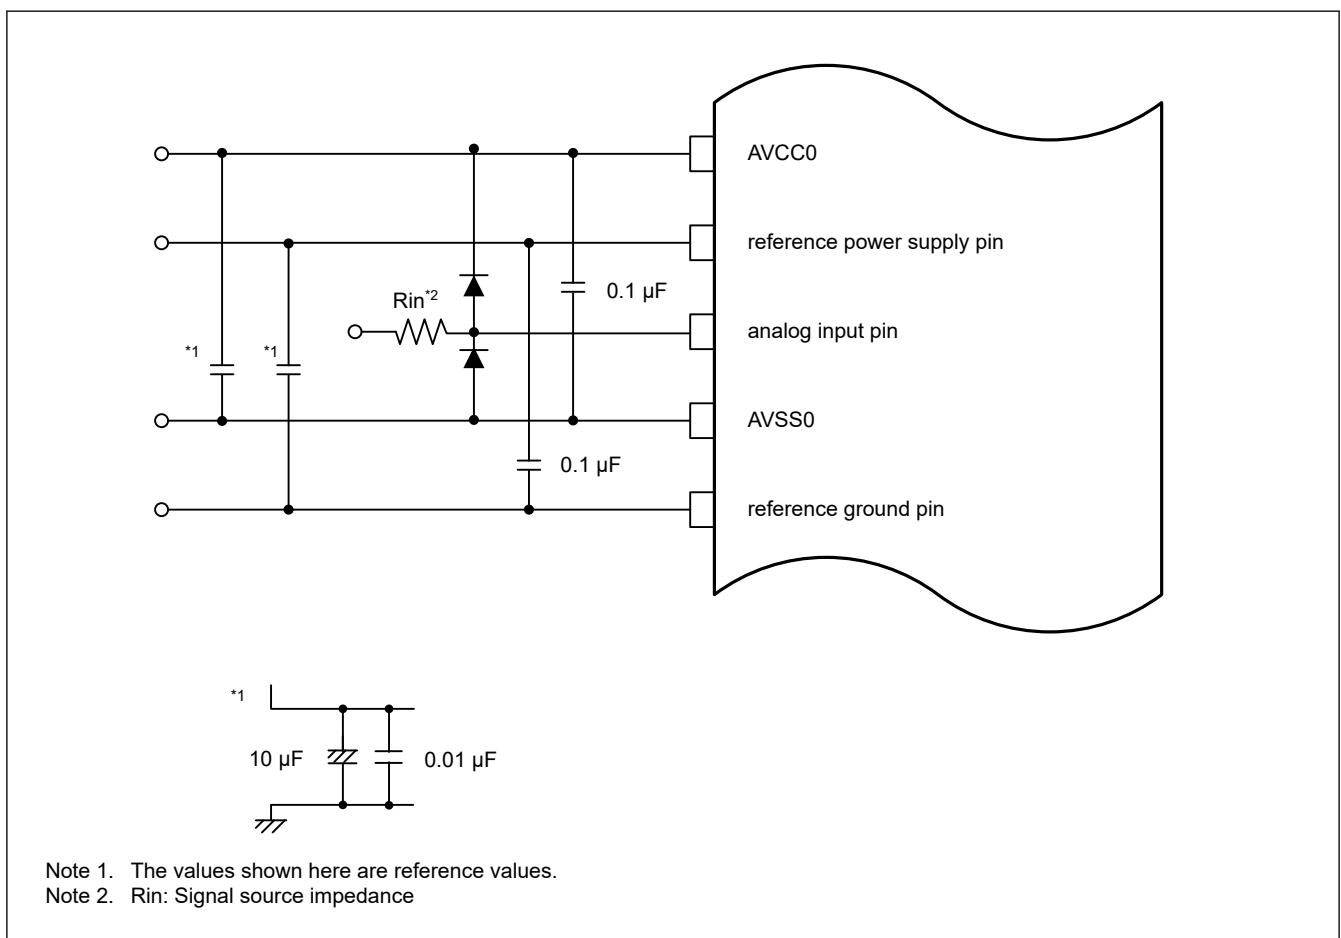 AVCC0
reference power supply pin
Rin*2
0.1 µF
analog input pin
*1
*1
AVSS0
0.1 µF
reference ground pin
*1
10 µF
0.01 µF
Note 1. The values shown here are reference values.
Note 2. Rin: Signal source impedance